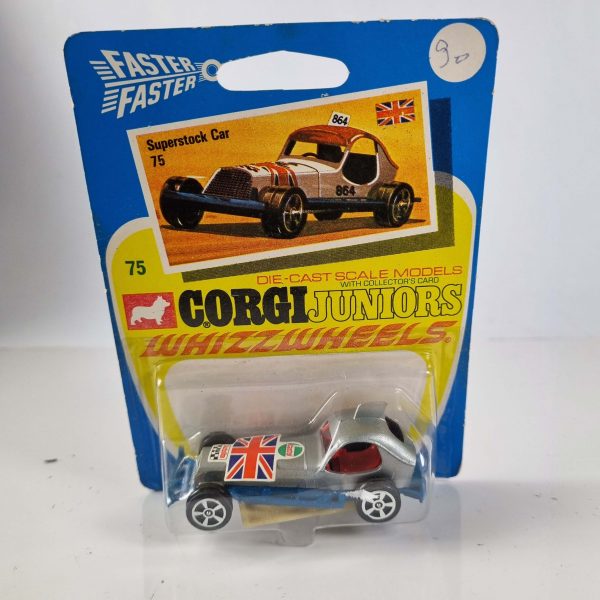 FASTER
FASTER
90
Superstock Car
75
864
864
75
DIE-CAST SCALE MODELS
WITH COLLECTOR'S CARD
CORGI JUNIORS
WHIZZWHEELS®